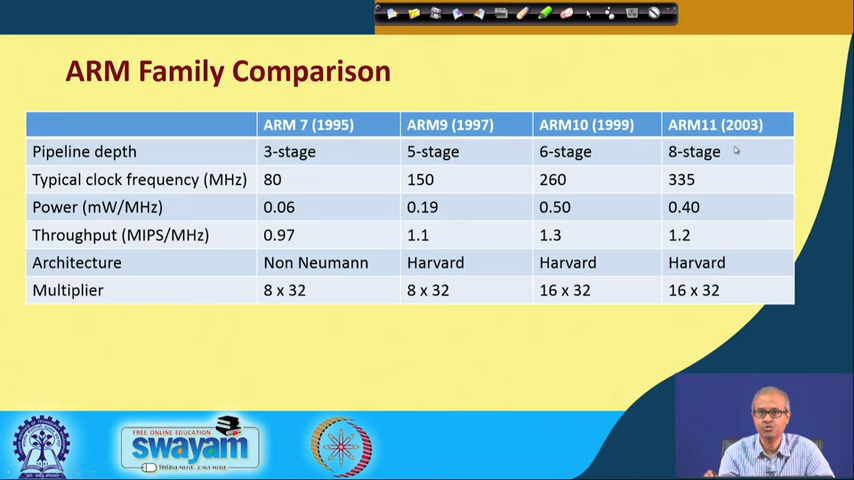 ARM Family Comparison
ARM 7 (1995) ARM9 (1997) ARM10 (1999) ARM11 (2003)
Pipeline depth 3-stage 5-stage 6-stage 8-stage
Typical clock frequency (MHz) 80 150 260 335
Power (mW/MHz) 0.06 0.19 0.50 0.40
Throughput (MIPS/MHz) 0.97 1.1 1.3 1.2
Architecture Non Neumann Harvard Harvard Harvard
Multiplier 8 x 32 8 x 32 16 x 32 16 x 32
FREE ONLINE EDUCATION
swayam